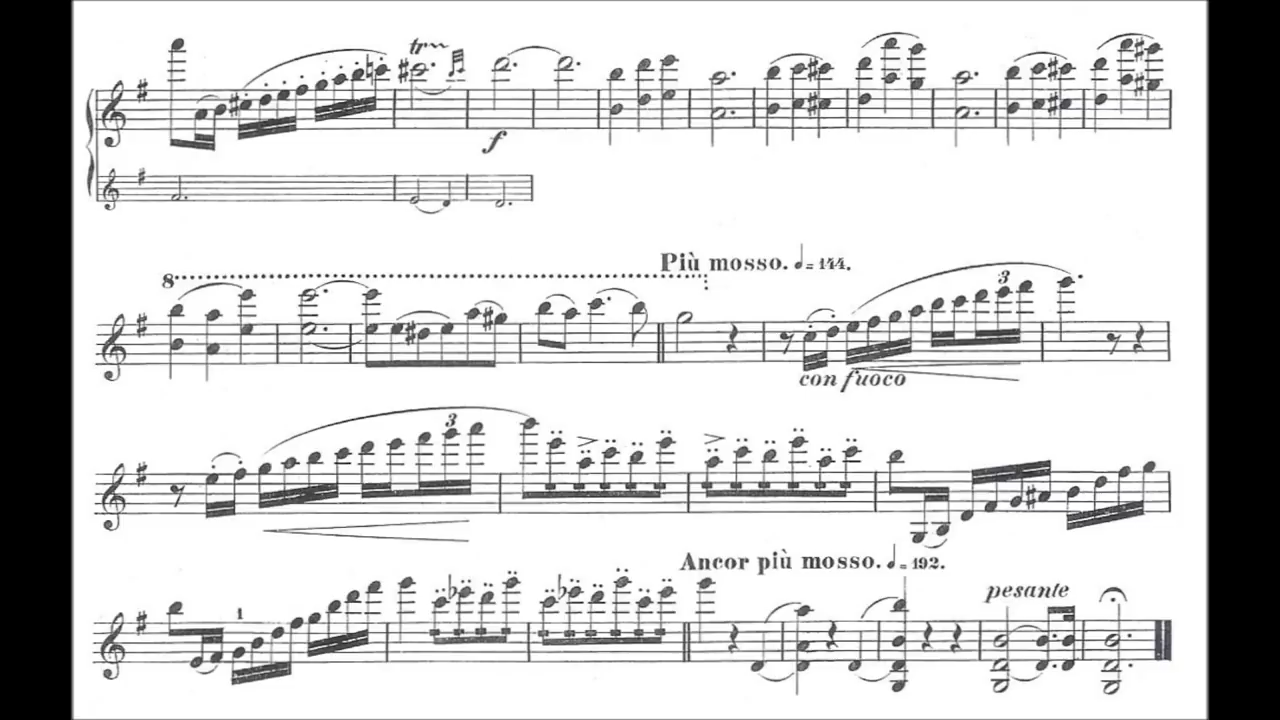 tr
f
8
Più mosso. ♩= 144.
3
con fuoco
3
Ancor più mosso. ♩= 192.
1
pesante